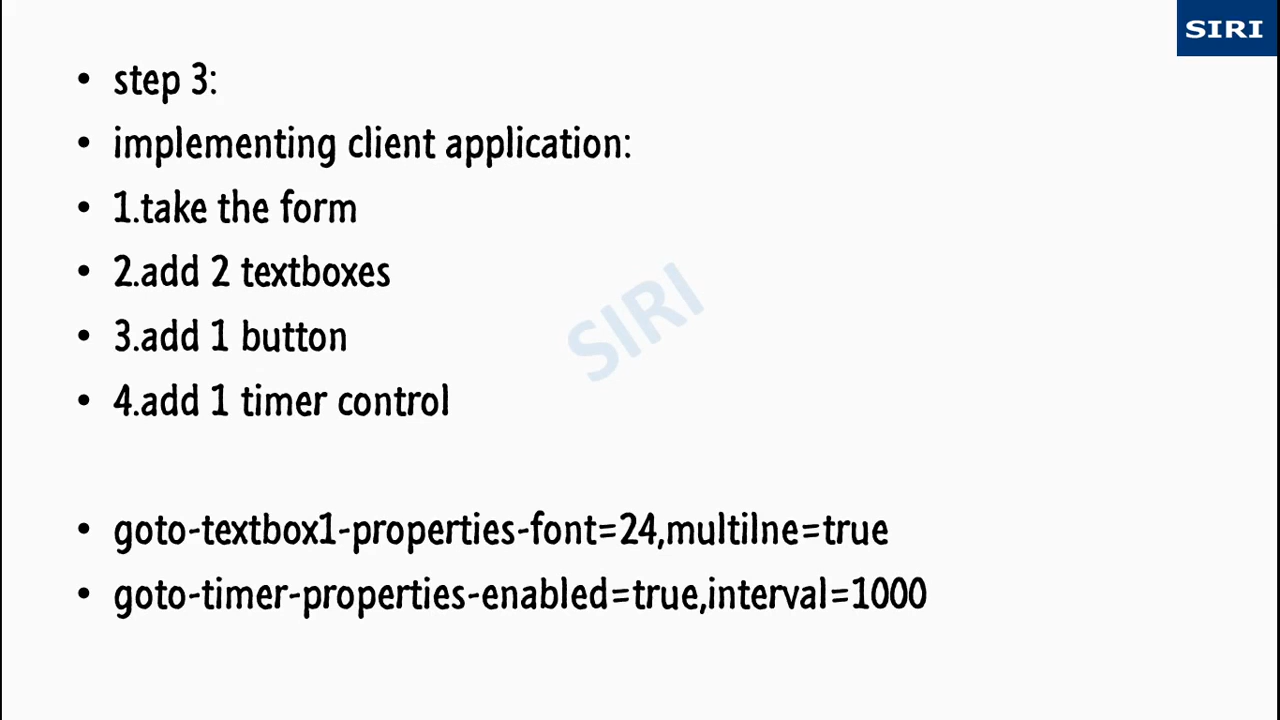 SIRI
• step 3:
• implementing client application:
• 1.take the form
• 2.add 2 textboxes
• 3.add 1 button
• 4.add 1 timer control
SIRI
• goto-textbox1-properties-font=24,multilne=true
• goto-timer-properties-enabled=true,interval=1000